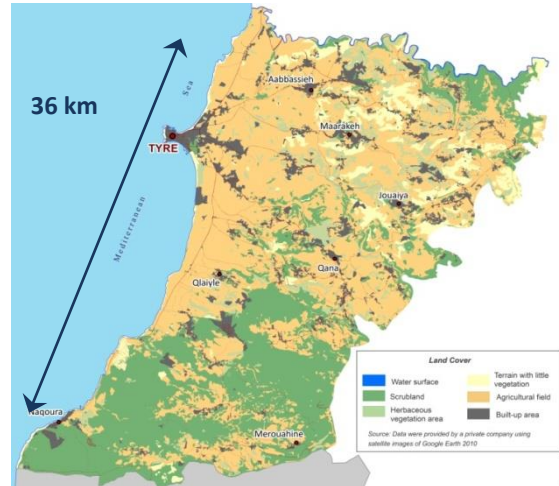 36 km
Sea
Mediterranean
Aabbassieh
TYRE
Maarakeh
Jouaiya
Qana
Qlaiyle
Naqoura
Merouahine
Land Cover
Water surface
Scrubland
Herbaceous
vegetation area
Terrain with little
vegetation
Agricultural field
Built-up area
Source: Data were provided by a private company using
satellite images of Google Earth 2010